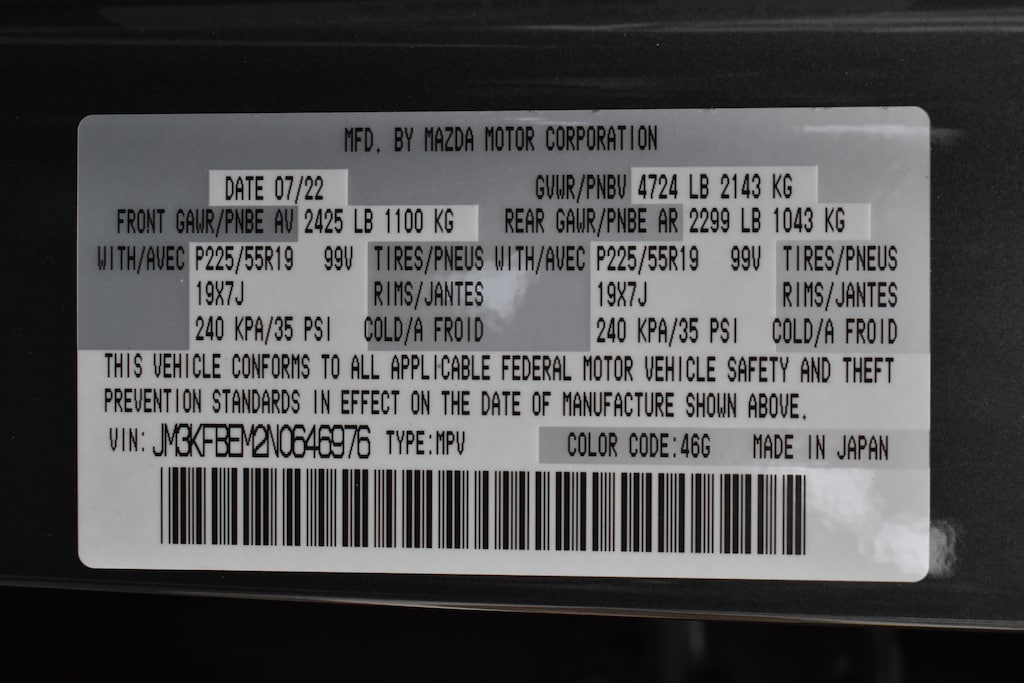 MFD. BY MAZDA MOTOR CORPORATION
DATE 07/22 GVWR/PNBV 4724 LB 2143 KG
FRONT GAWR/PNBE AV 2425 LB 1100 KG REAR GAWR/PNBE AR 2299 LB 1043 KG
WITH/AVEC P225/55R19 99V TIRES/PNEUS WITH/AVEC P225/55R19 99V TIRES/PNEUS
19X7J RIMS/JANTES 19X7J RIMS/JANTES
240 KPA/35 PSI COLD/A FROID 240 KPA/35 PSI COLD/A FROID
THIS VEHICLE CONFORMS TO ALL APPLICABLE FEDERAL MOTOR VEHICLE SAFETY AND THEFT
PREVENTION STANDARDS IN EFFECT ON THE DATE OF MANUFACTURE SHOWN ABOVE.
VIN: JM3KFBEM2N0646976 TYPE:MPV COLOR CODE:46G MADE IN JAPAN